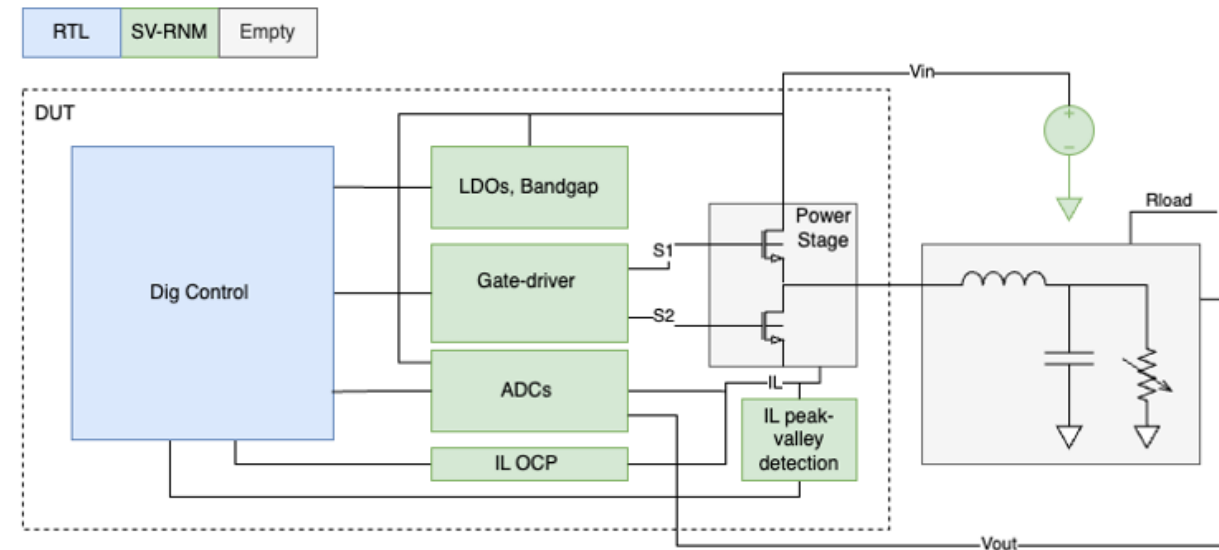 RTL
SV-RNM
Empty
Vin
DUT
+
−
LDOs, Bandgap
Power
Stage
Rload
S1
Gate-driver
Dig Control
S2
ADCs
IL
IL peak-
valley
detection
IL OCP
Vout